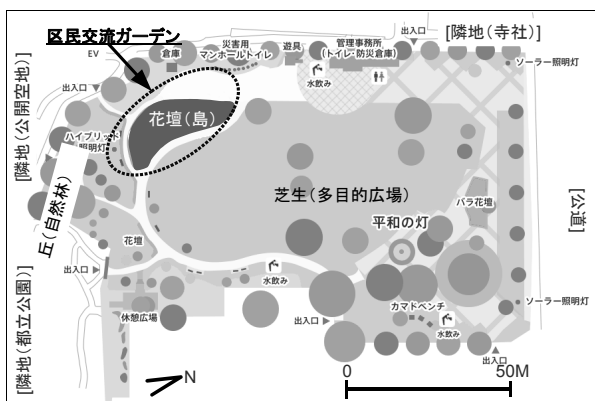 区民交流ガーデン
EV
倉庫
災害用
マンホールトイレ
遊具
管理事務所
(トイレ・防災倉庫)
出入口
[隣地(寺社)]
ソーラー照明灯
水飲み
出入口
花壇(島)
ハイブリッド
照明灯
[隣地(公開空地)]
丘(自然林)
芝生(多目的広場)
バラ花壇
平和の灯
[公道]
花壇
出入口
水飲み
休憩広場
出入口
カマドベンチ
水飲み
ソーラー照明灯
出入口
[隣地(都立公園)]
N
0
50M